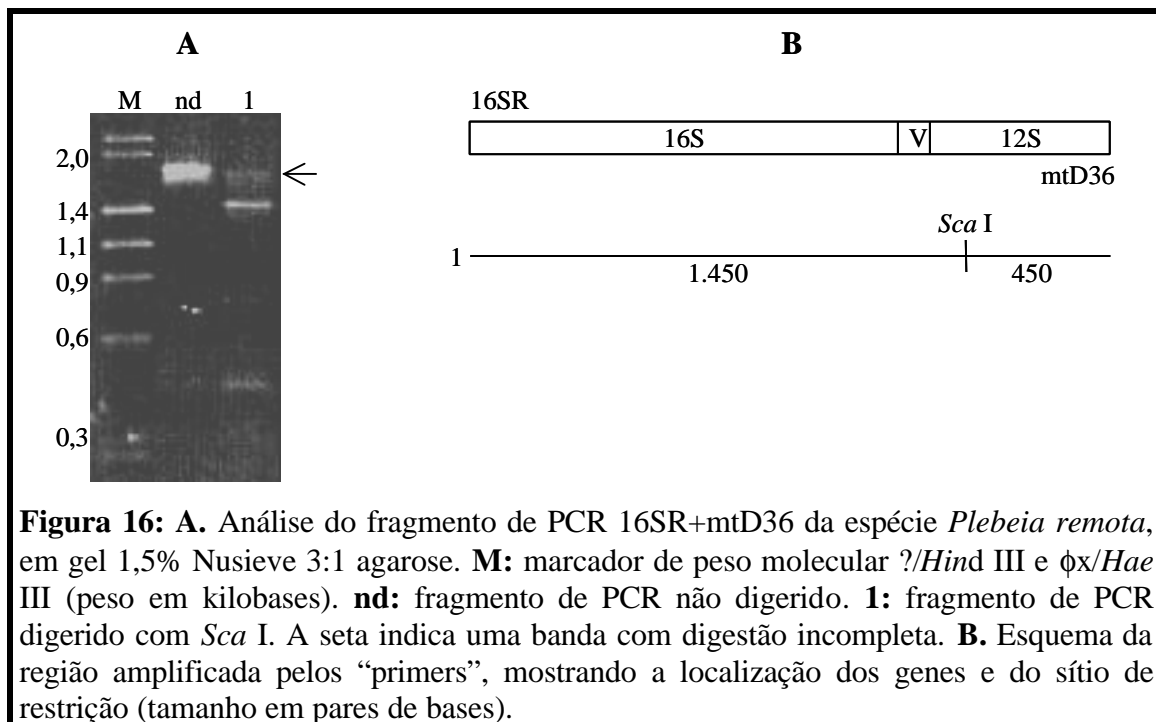 A
B
M nd 1
2,0
1,4
1,1
0,9
0,6
0,3
16SR
16S V 12S
mtD36
Sca I
1
1.450 450
Figura 16: A. Análise do fragmento de PCR 16SR+mtD36 da espécie Plebeia remota,
em gel 1,5% Nusieve 3:1 agarose. M: marcador de peso molecular ?/Hind III e ϕx/Hae
III (peso em kilobases). nd: fragmento de PCR não digerido. 1: fragmento de PCR
digerido com Sca I. A seta indica uma banda com digestão incompleta. B. Esquema da
região amplificada pelos “primers”, mostrando a localização dos genes e do sítio de
restrição (tamanho em pares de bases).